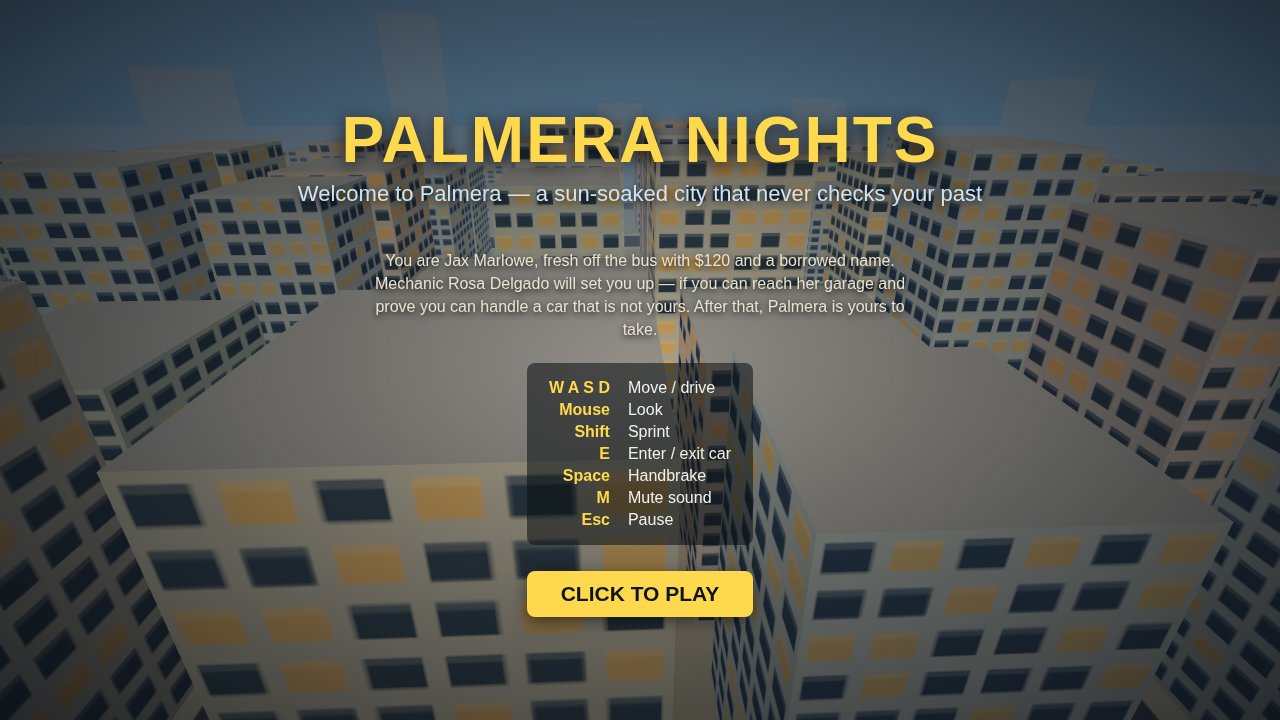 PALMERA NIGHTS
Welcome to Palmera — a sun-soaked city that never checks your past
You are Jax Marlowe, fresh off the bus with $120 and a borrowed name.
Mechanic Rosa Delgado will set you up — if you can reach her garage and
prove you can handle a car that is not yours. After that, Palmera is yours to
take.
W A S D Move / drive
Mouse Look
Shift Sprint
E Enter / exit car
Space Handbrake
M Mute sound
Esc Pause
CLICK TO PLAY